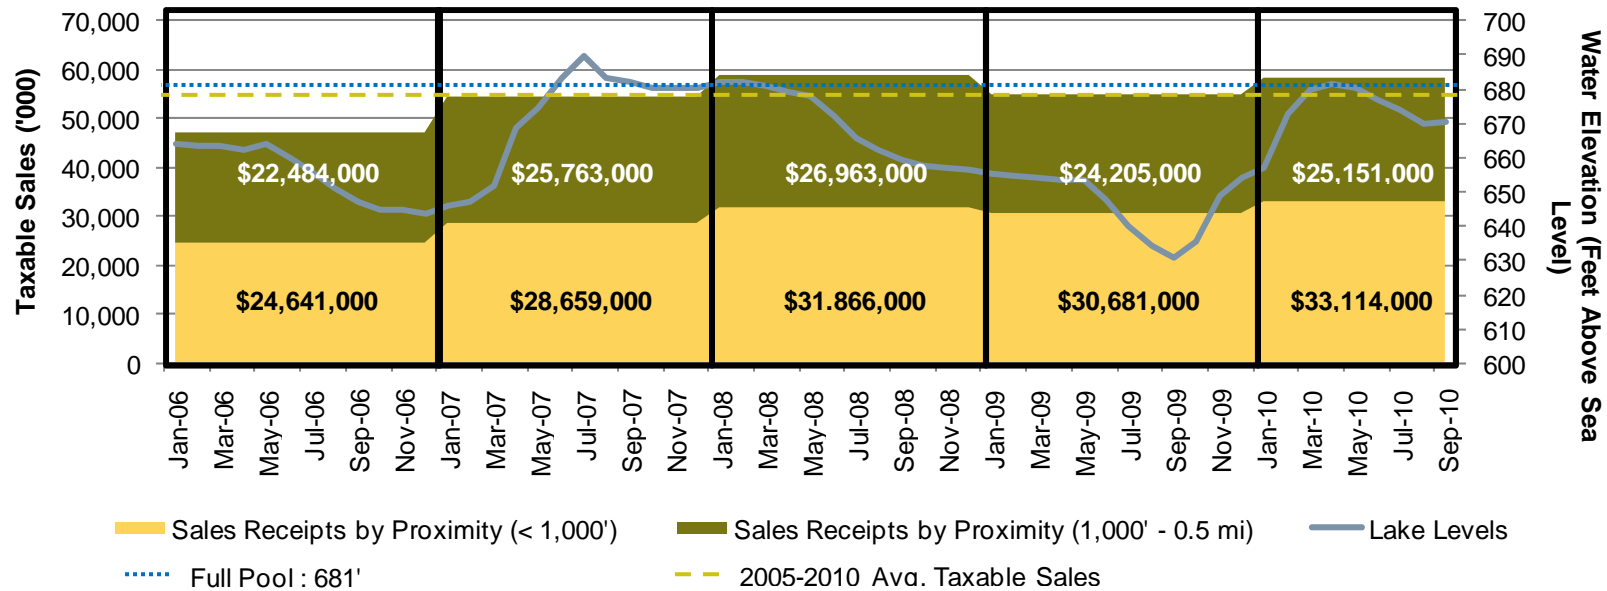 70,000
60,000
50,000
40,000
30,000
20,000
10,000
0
Taxable Sales ('000)
$22,484,000
$25,763,000
$26,963,000
$24,205,000
$25,151,000
$24,641,000
$28,659,000
$31.866,000
$30,681,000
$33,114,000
700
690
680
670
660
650
640
630
620
610
600
Water Elevation (Feet Above Sea
Level)
Jan-06
Mar-06
May-06
Jul-06
Sep-06
Nov-06
Jan-07
Mar-07
May-07
Jul-07
Sep-07
Nov-07
Jan-08
Mar-08
May-08
Jul-08
Sep-08
Nov-08
Jan-09
Mar-09
May-09
Jul-09
Sep-09
Nov-09
Jan-10
Mar-10
May-10
Jul-10
Sep-10
Sales Receipts by Proximity (< 1,000')
Sales Receipts by Proximity (1,000' - 0.5 mi)
Lake Levels
Full Pool : 681'
2005-2010 Avg. Taxable Sales